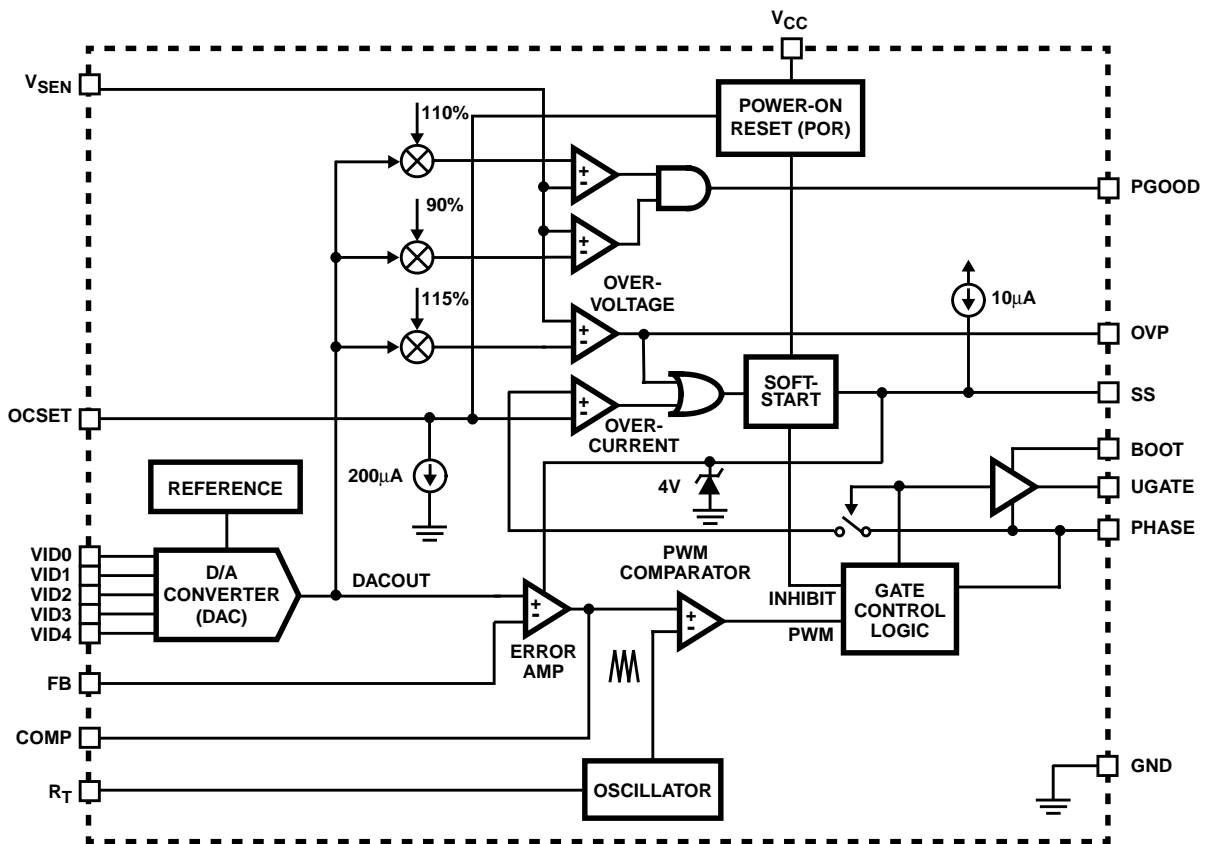 VCC
VSEN
POWER-ON
RESET (POR)
110%
+
-
PGOOD
90%
+
-
OVER-
VOLTAGE
10µA
115%
+
-
OVP
SOFT-
START
SS
+
-
OCSET
OVER-
CURRENT
BOOT
200µA
4V
UGATE
REFERENCE
PHASE
VID0
VID1
VID2
VID3
VID4
D/A
CONVERTER
(DAC)
DACOUT
PWM
COMPARATOR
+
-
+
-
INHIBIT
PWM
GATE
CONTROL
LOGIC
ERROR
AMP
FB
COMP
GND
RT
OSCILLATOR